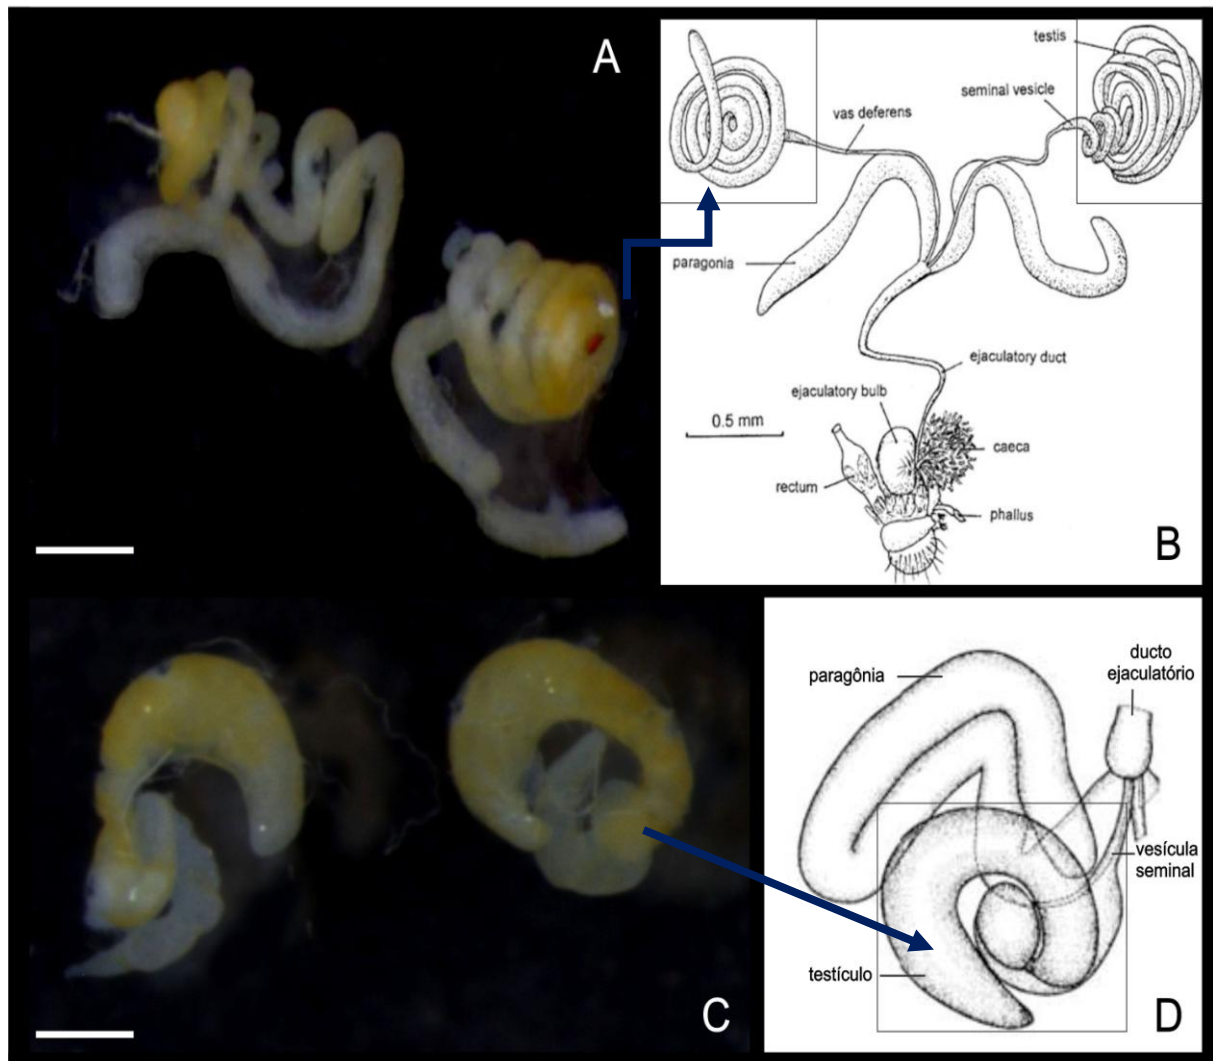 A
testis
seminal vesicle
vas deferens
paragonia
ejaculatory duct
ejaculatory bulb
0.5 mm
caeca
rectum
phallus
B
C
ducto
ejaculatório
paragônia
vesícula
seminal
testículo
D